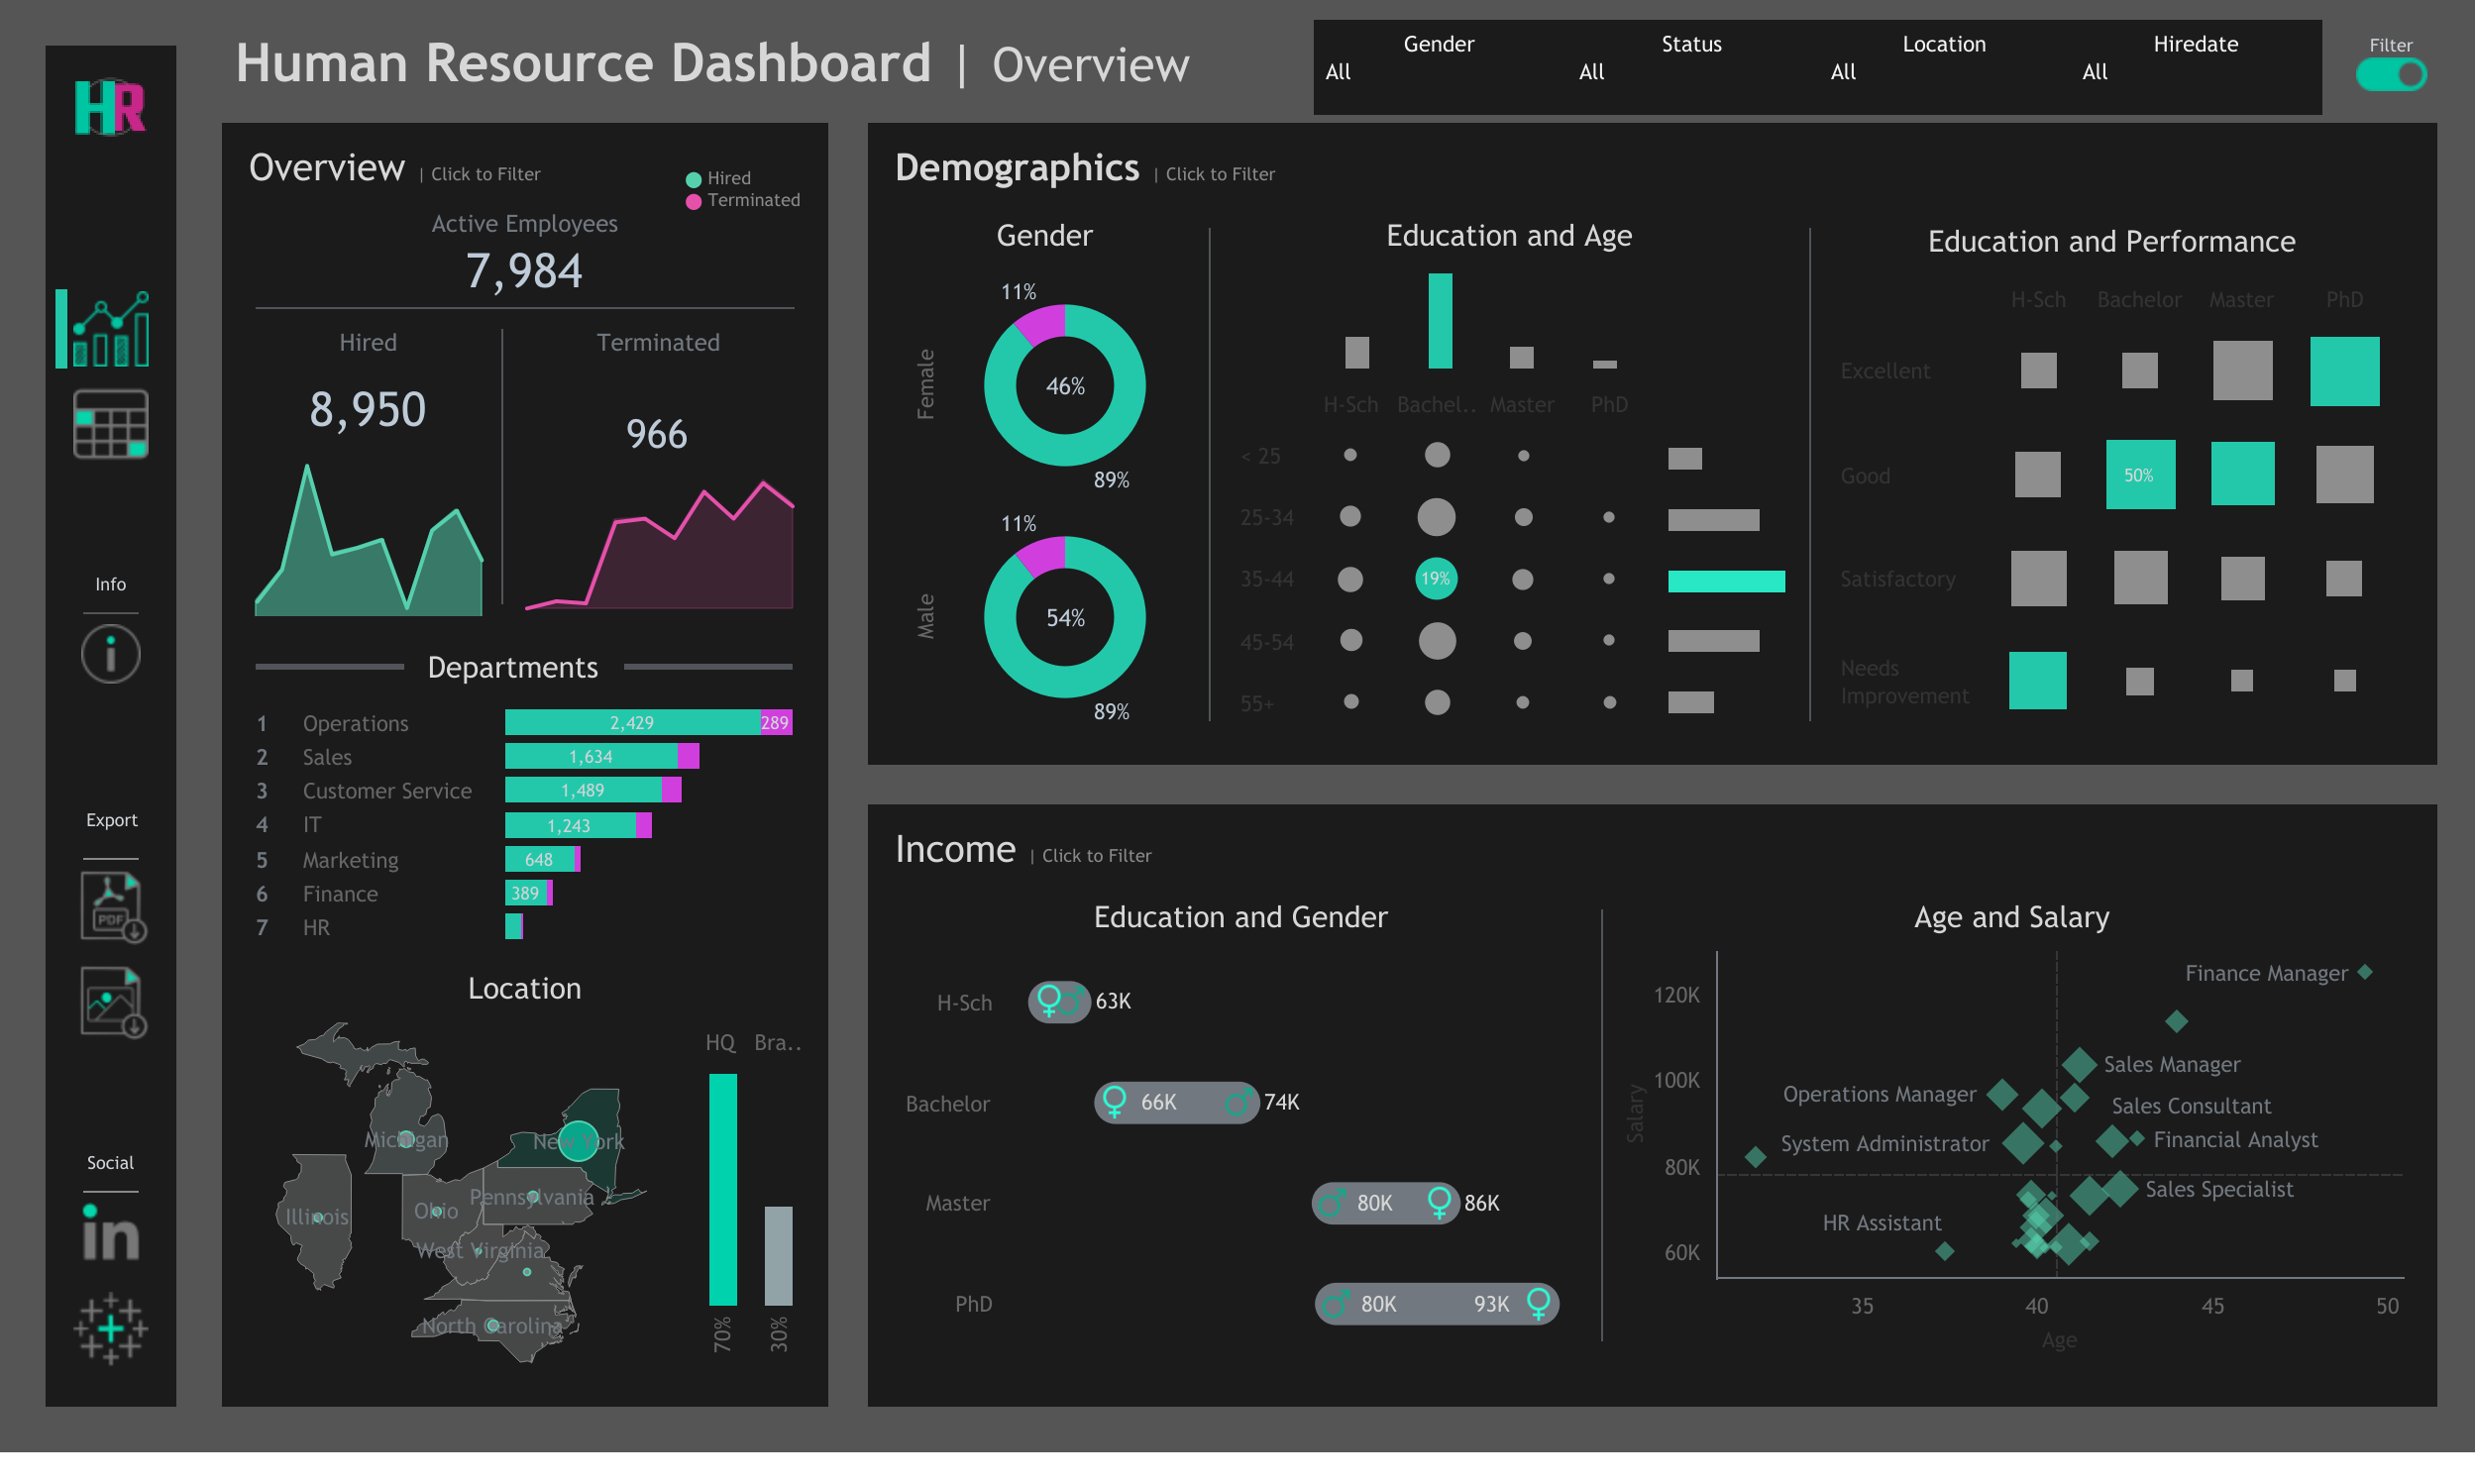 Human Resource Dashboard | Overview
Gender
Status
Location
Hiredate
All
All
All
All
Filter
HR
Info
Export
PDF
Social
in
Overview | Click to Filter
Hired
Terminated
Active Employees
7,984
Hired
Terminated
8,950
966
Departments
1 Operations 2,429 289
2 Sales 1,634
3 Customer Service 1,489
4 IT 1,243
5 Marketing 648
6 Finance 389
7 HR
Location
HQ Bra..
Michigan
New York
Pennsylvania
Illinois
Ohio
West Virginia
North Carolina
70% 30%
Demographics | Click to Filter
Gender
11%
Female
46%
89%
11%
Male
54%
89%
Education and Age
H-Sch Bachel.. Master PhD
< 25
25-34
35-44 19%
45-54
55+
Education and Performance
H-Sch Bachelor Master PhD
Excellent
Good 50%
Satisfactory
Needs
Improvement
Income | Click to Filter
Education and Gender
H-Sch 63K
Bachelor 66K 74K
Master 80K 86K
PhD 80K 93K
Age and Salary
Salary
120K
100K
80K
60K
Finance Manager
Sales Manager
Operations Manager
Sales Consultant
System Administrator
Financial Analyst
Sales Specialist
HR Assistant
35 40 45 50
Age